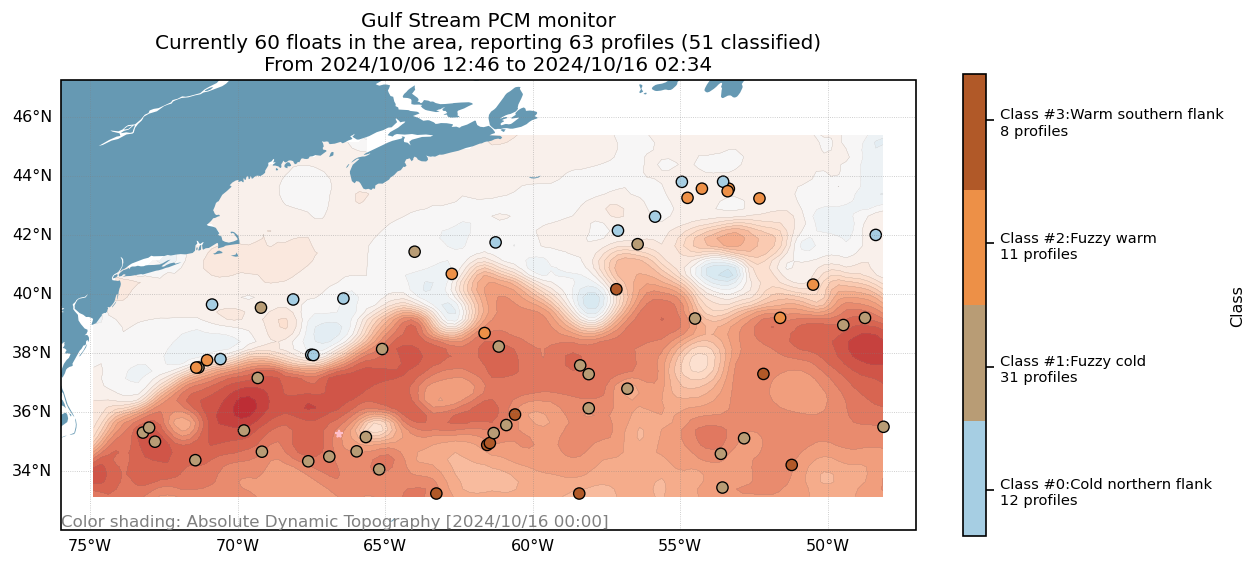 Gulf Stream PCM monitor
Currently 60 floats in the area, reporting 63 profiles (51 classified)
From 2024/10/06 12:46 to 2024/10/16 02:34
46°N
44°N
42°N
40°N
38°N
36°N
34°N
Color shading: Absolute Dynamic Topography [2024/10/16 00:00]
75°W
70°W
65°W
60°W
55°W
50°W
Class #3:Warm southern flank
8 profiles
Class #2:Fuzzy warm
11 profiles
Class #1:Fuzzy cold
31 profiles
Class #0:Cold northern flank
12 profiles
Class